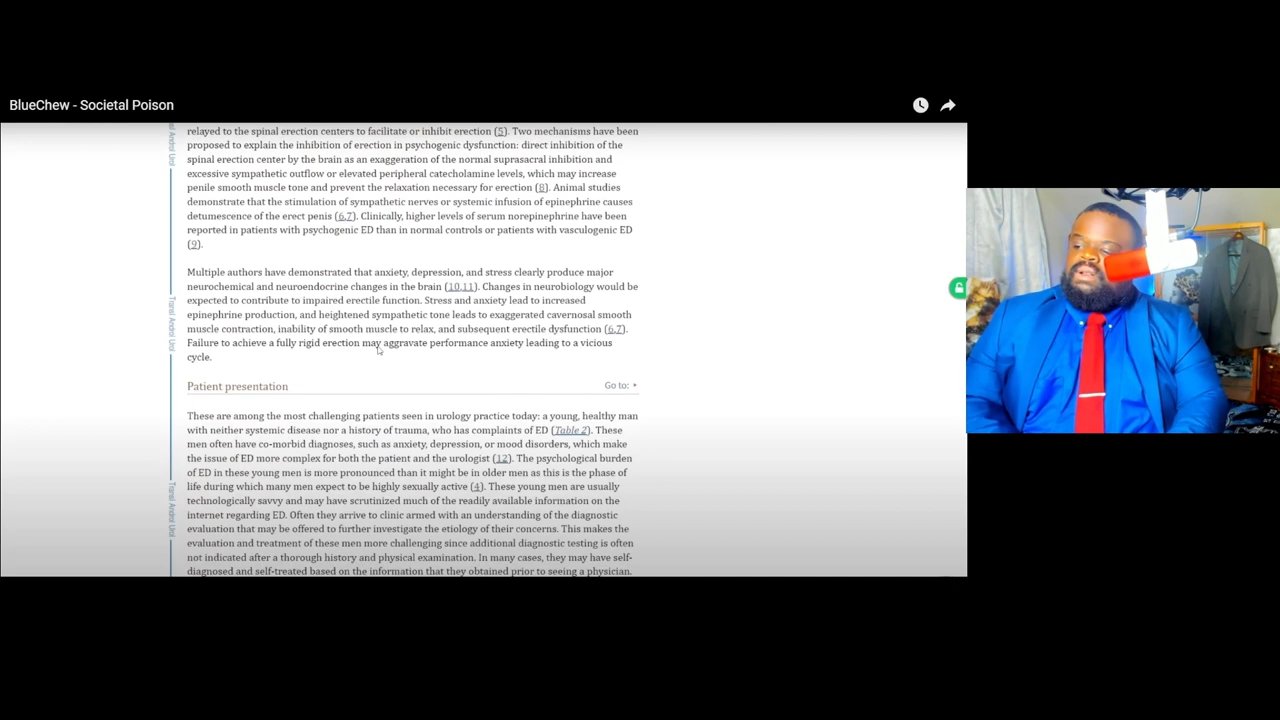 BlueChew - Societal Poison
relayed to the spinal erection centers to facilitate or inhibit erection (5). Two mechanisms have been
proposed to explain the inhibition of erection in psychogenic dysfunction: direct inhibition of the
spinal erection center by the brain as an exaggeration of the normal suprasacral inhibition and
excessive sympathetic outflow or elevated peripheral catecholamine levels, which may increase
penile smooth muscle tone and prevent the relaxation necessary for erection (8). Animal studies
demonstrate that the stimulation of sympathetic nerves or systemic infusion of epinephrine causes
detumescence of the erect penis (6,7). Clinically, higher levels of serum norepinephrine have been
reported in patients with psychogenic ED than in normal controls or patients with vasculogenic ED
(9).
Multiple authors have demonstrated that anxiety, depression, and stress clearly produce major
neurochemical and neuroendocrine changes in the brain (10,11). Changes in neurobiology would be
expected to contribute to impaired erectile function. Stress and anxiety lead to increased
epinephrine production, and heightened sympathetic tone leads to exaggerated cavernosal smooth
muscle contraction, inability of smooth muscle to relax, and subsequent erectile dysfunction (6,7).
Failure to achieve a fully rigid erection may aggravate performance anxiety leading to a vicious
cycle.
Patient presentation
Go to:
These are among the most challenging patients seen in urology practice today: a young, healthy man
with neither systemic disease nor a history of trauma, who has complaints of ED (Table 2). These
men often have co-morbid diagnoses, such as anxiety, depression, or mood disorders, which make
the issue of ED more complex for both the patient and the urologist (12). The psychological burden
of ED in these young men is more pronounced than it might be in older men as this is the phase of
life during which many men expect to be highly sexually active (4). These young men are usually
technologically savvy and may have scrutinized much of the readily available information on the
internet regarding ED. Often they arrive to clinic armed with an understanding of the diagnostic
evaluation that may be offered to further investigate the etiology of their concerns. This makes the
evaluation and treatment of these men more challenging since additional diagnostic testing is often
not indicated after a thorough history and physical examination. In many cases, they may have self-
diagnosed and self-treated based on the information that they obtained prior to seeing a physician.
Transl Androl Urol
Transl Androl Urol